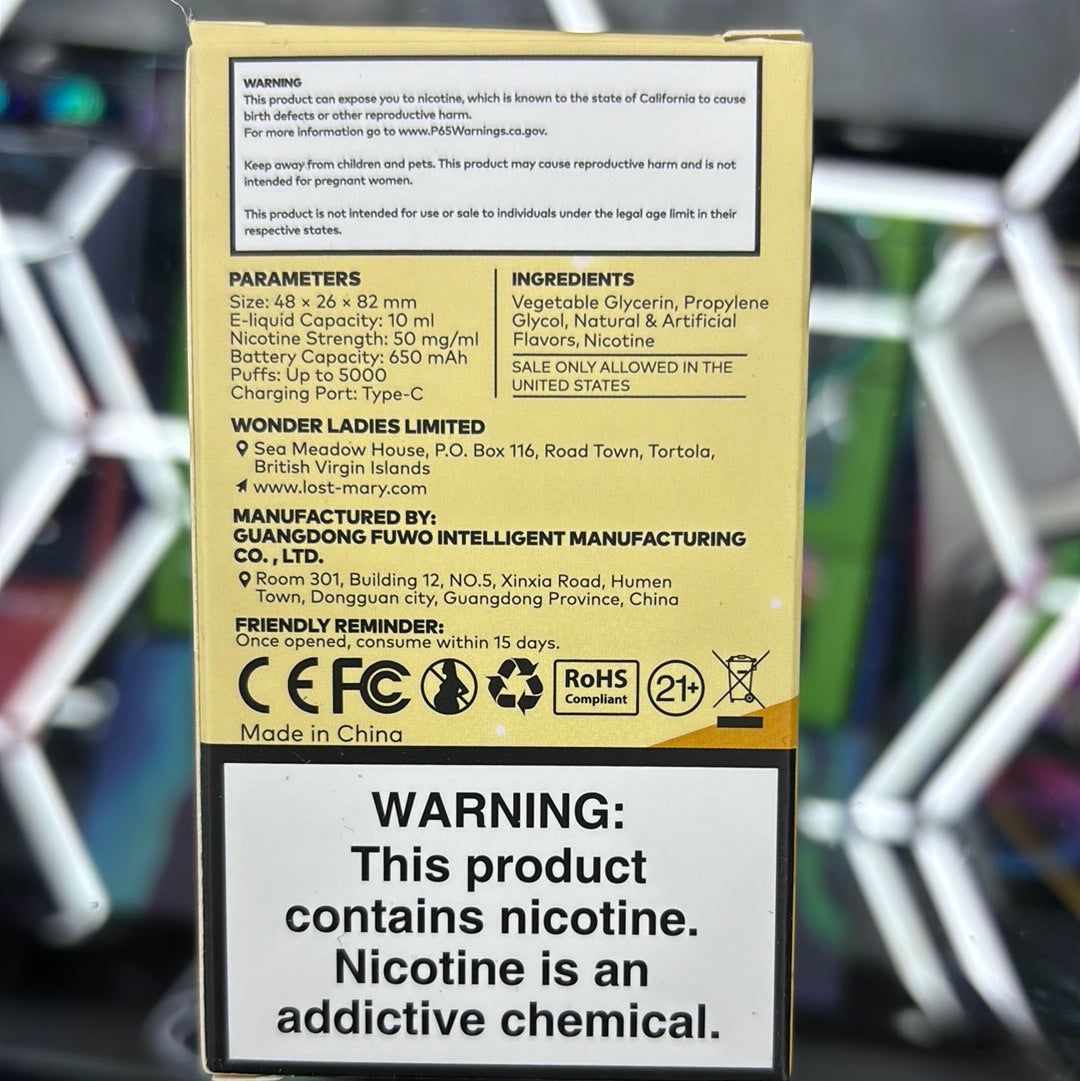 WARNING
This product can expose you to nicotine, which is known to the state of California to cause
birth defects or other reproductive harm.
For more information go to www.P65Warnings.ca.gov.
Keep away from children and pets. This product may cause reproductive harm and is not
intended for pregnant women.
This product is not intended for use or sale to individuals under the legal age limit in their
respective states.
PARAMETERS
Size: 48 × 26 × 82 mm
E-liquid Capacity: 10 ml
Nicotine Strength: 50 mg/ml
Battery Capacity: 650 mAh
Puffs: Up to 5000
Charging Port: Type-C
INGREDIENTS
Vegetable Glycerin, Propylene
Glycol, Natural & Artificial
Flavors, Nicotine
SALE ONLY ALLOWED IN THE
UNITED STATES
WONDER LADIES LIMITED
Sea Meadow House, P.O. Box 116, Road Town, Tortola,
British Virgin Islands
www.lost-mary.com
MANUFACTURED BY:
GUANGDONG FUWO INTELLIGENT MANUFACTURING
CO. , LTD.
Room 301, Building 12, NO.5, Xinxia Road, Humen
Town, Dongguan city, Guangdong Province, China
FRIENDLY REMINDER:
Once opened, consume within 15 days.
CE FC RoHS 21+
Compliant
Made in China
WARNING:
This product
contains nicotine.
Nicotine is an
addictive chemical.